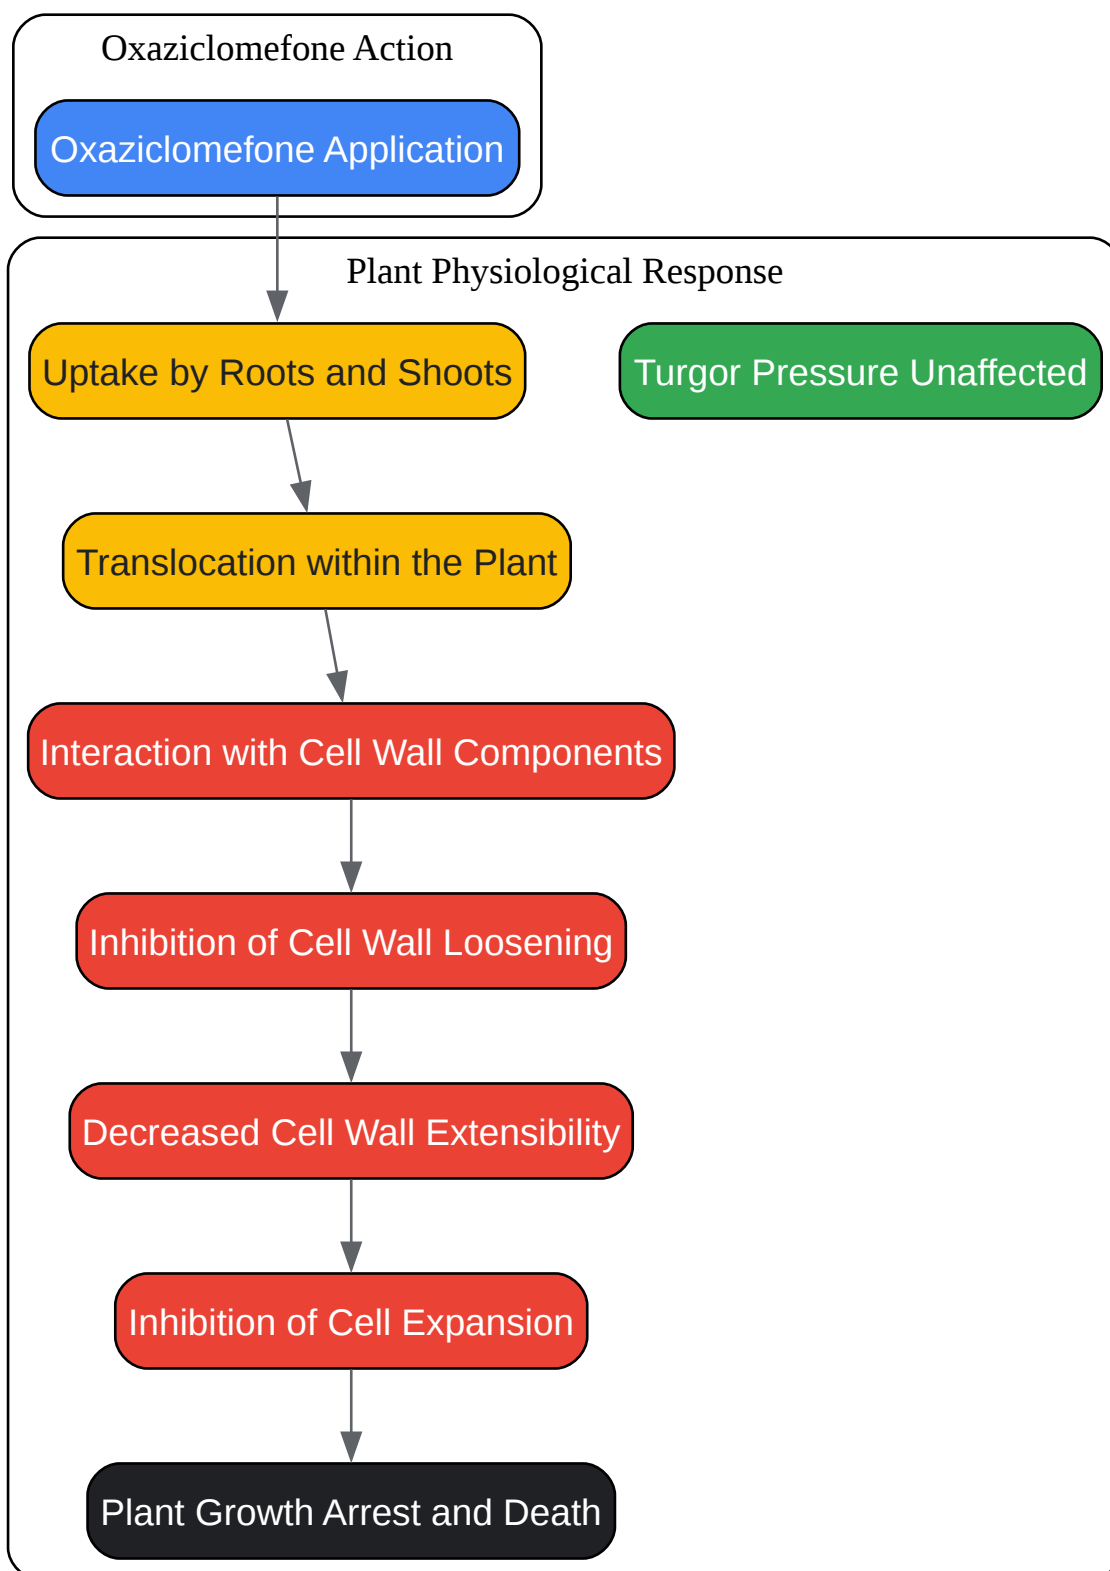 Oxaziclomefone Action
Oxaziclomefone Application
Plant Physiological Response
Uptake by Roots and Shoots
Turgor Pressure Unaffected
Translocation within the Plant
Interaction with Cell Wall Components
Inhibition of Cell Wall Loosening
Decreased Cell Wall Extensibility
Inhibition of Cell Expansion
Plant Growth Arrest and Death